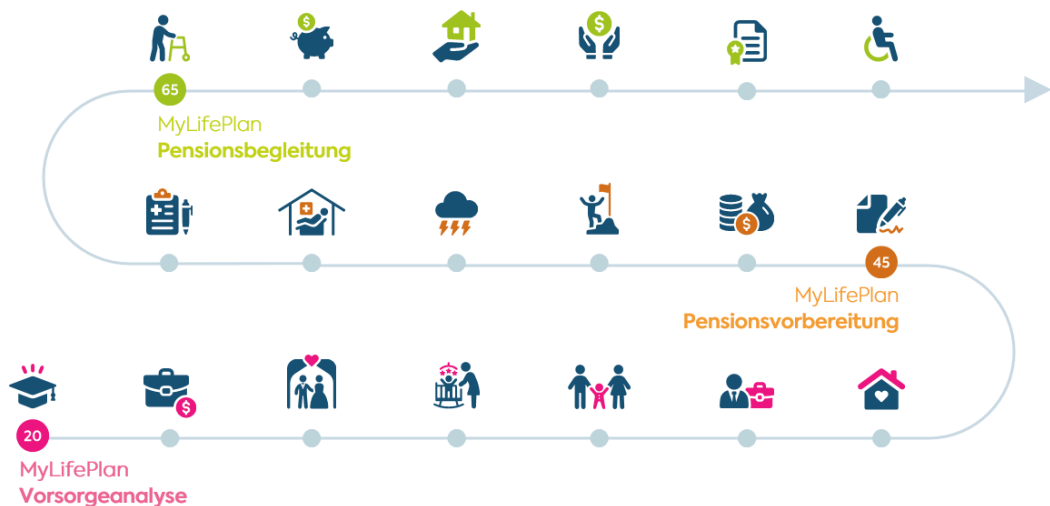 65
MyLifePlan
Pensionsbegleitung
45
MyLifePlan
Pensionsvorbereitung
20
MyLifePlan
Vorsorgeanalyse